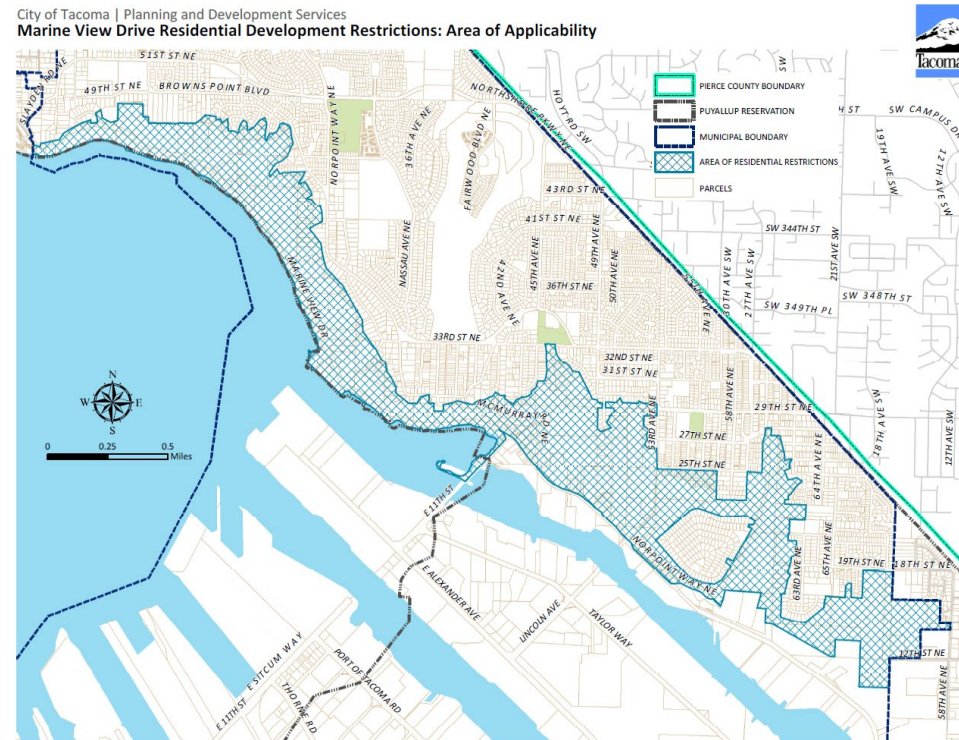 City of Tacoma | Planning and Development Services
Marine View Drive Residential Development Restrictions: Area of Applicability
Tacoma
PIERCE COUNTY BOUNDARY
PUYALLUP RESERVATION
MUNICIPAL BOUNDARY
AREA OF RESIDENTIAL RESTRICTIONS
PARCELS
51ST ST NE
SLAYDEN RD NE
49TH ST NE
BROWNS POINT BLVD
NORPOINT WAY NE
36TH AVE NE
FAIRWOOD BLVD NE
NORTHSHORE PKWY NE
HOYT RD SW
SW
H ST
SW CAMPUS DR
19TH AVE SW
12TH AVE SW
43RD ST NE
41ST ST NE
SW 344TH ST
NASSAU AVE NE
42ND AVE NE
45TH AVE NE
49TH AVE NE
50TH AVE NE
36TH ST NE
30TH AVE SW
27TH AVE SW
21ST AVE SW
SW 348TH ST
SW 349TH PL
MARINE VIEW DR
33RD ST NE
32ND ST NE
31ST ST NE
N
W
E
S
0
0.25
0.5
Miles
MCMURRAY RD NE
53RD AVE NE
58TH AVE NE
29TH ST NE
18TH AVE SW
12TH AVE SW
27TH ST NE
25TH ST NE
64TH AVE NE
E 11TH ST
NORPOINT WAY NE
63RD AVE NE
65TH AVE NE
19TH ST NE
18TH ST NE
E ALEXANDER AVE
LINCOLN AVE
TAYLOR WAY
12TH ST NE
58TH AVE NE
E SITCUM WAY
E 11TH ST
THORNE RD
PORT OF TACOMA RD